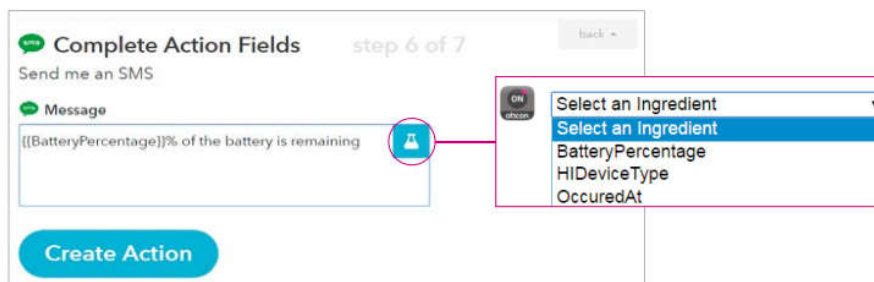 sms Complete Action Fields step 6 of 7 back
Send me an SMS
Message
{{BatteryPercentage}}% of the battery is remaining
Create Action
ON
oticon
Select an Ingredient
Select an Ingredient
BatteryPercentage
HIDeviceType
OccuredAt